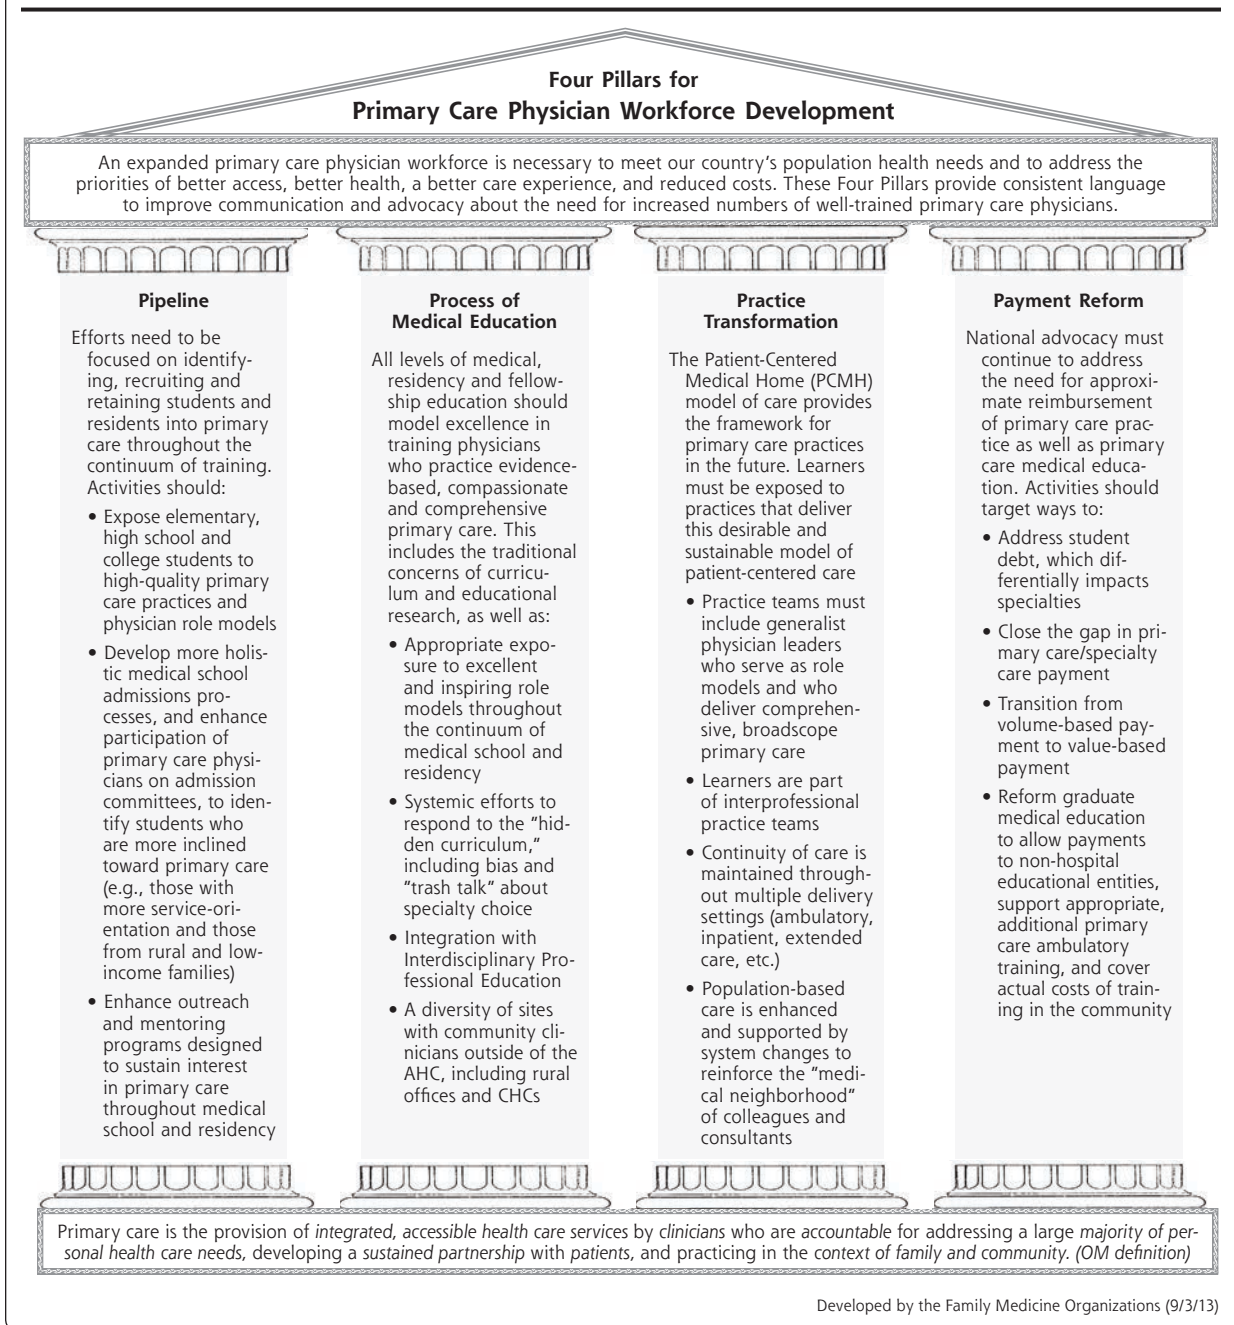 Four Pillars for
Primary Care Physician Workforce Development
An expanded primary care physician workforce is necessary to meet our country's population health needs and to address the
priorities of better access, better health, a better care experience, and reduced costs. These Four Pillars provide consistent language
to improve communication and advocacy about the need for increased numbers of well-trained primary care physicians.
Pipeline
Efforts need to be
focused on identify-
ing, recruiting and
retaining students and
residents into primary
care throughout the
continuum of training.
Activities should:
• Expose elementary,
high school and
college students to
high-quality primary
care practices and
physician role models
• Develop more holis-
tic medical school
admissions pro-
cesses, and enhance
participation of
primary care physi-
cians on admission
committees, to iden-
tify students who
are more inclined
toward primary care
(e.g., those with
more service-ori-
entation and those
from rural and low-
income families)
• Enhance outreach
and mentoring
programs designed
to sustain interest
in primary care
throughout medical
school and residency
Process of
Medical Education
All levels of medical,
residency and fellow-
ship education should
model excellence in
training physicians
who practice evidence-
based, compassionate
and comprehensive
primary care. This
includes the traditional
concerns of curricu-
lum and educational
research, as well as:
• Appropriate expo-
sure to excellent
and inspiring role
models throughout
the continuum of
medical school and
residency
• Systemic efforts to
respond to the "hid-
den curriculum,"
including bias and
"trash talk" about
specialty choice
• Integration with
Interdisciplinary Pro-
fessional Education
• A diversity of sites
with community cli-
nicians outside of the
AHC, including rural
offices and CHCs
Practice
Transformation
The Patient-Centered
Medical Home (PCMH)
model of care provides
the framework for
primary care practices
in the future. Learners
must be exposed to
practices that deliver
this desirable and
sustainable model of
patient-centered care
• Practice teams must
include generalist
physician leaders
who serve as role
models and who
deliver comprehen-
sive, broadscope
primary care
• Learners are part
of interprofessional
practice teams
• Continuity of care is
maintained through-
out multiple delivery
settings (ambulatory,
inpatient, extended
care, etc.)
• Population-based
care is enhanced
and supported by
system changes to
reinforce the "medi-
cal neighborhood"
of colleagues and
consultants
Payment Reform
National advocacy must
continue to address
the need for approxi-
mate reimbursement
of primary care prac-
tice as well as primary
care medical educa-
tion. Activities should
target ways to:
• Address student
debt, which dif-
ferentially impacts
specialties
• Close the gap in pri-
mary care/specialty
care payment
• Transition from
volume-based pay-
ment to value-based
payment
• Reform graduate
medical education
to allow payments
to non-hospital
educational entities,
support appropriate,
additional primary
care ambulatory
training, and cover
actual costs of train-
ing in the community
Primary care is the provision of integrated, accessible health care services by clinicians who are accountable for addressing a large majority of per-
sonal health care needs, developing a sustained partnership with patients, and practicing in the context of family and community. (OM definition)
Developed by the Family Medicine Organizations (9/3/13)